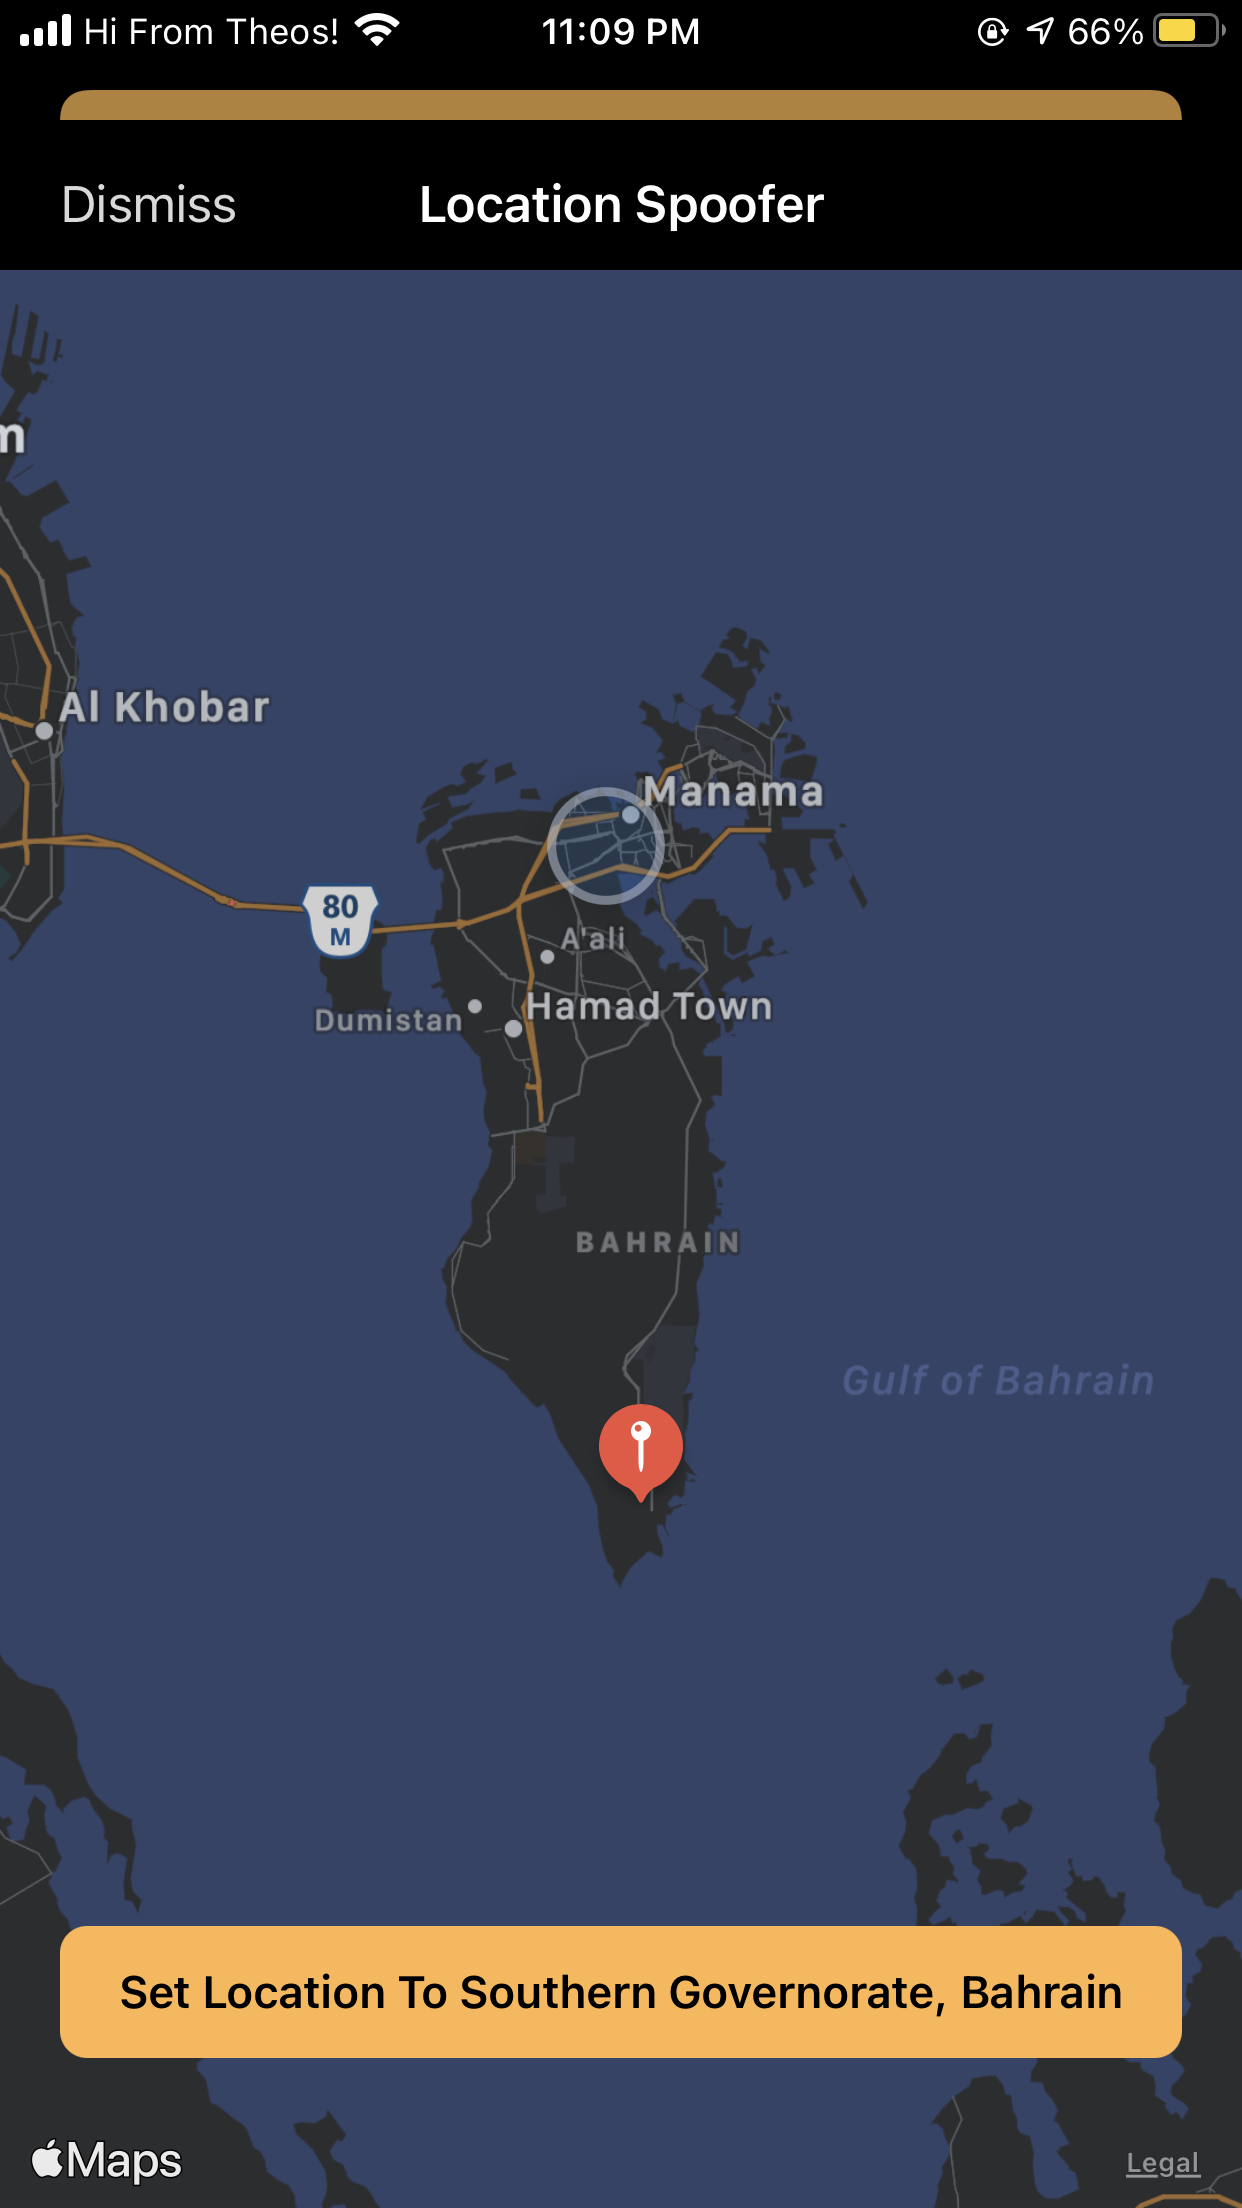 Hi From Theos!
11:09 PM
66%
Dismiss
Location Spoofer
m
Al Khobar
Manama
80
M
A'ali
Dumistan
Hamad Town
BAHRAIN
Gulf of Bahrain
Set Location To Southern Governorate, Bahrain
Maps
Legal